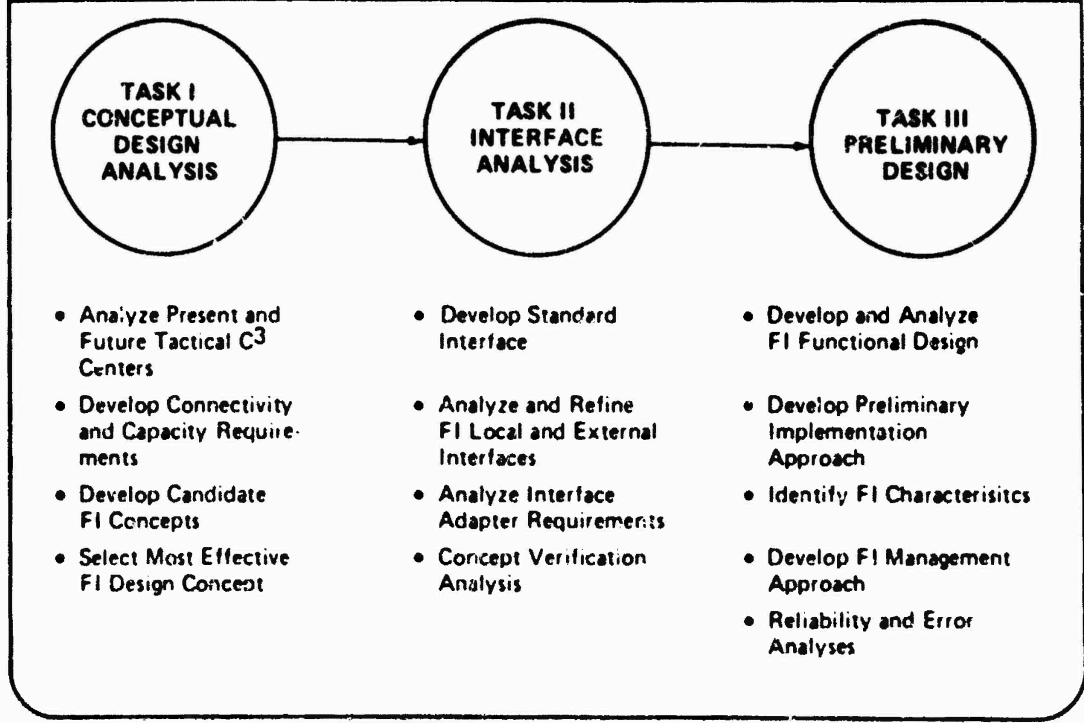 TASK I
CONCEPTUAL
DESIGN
ANALYSIS
TASK II
INTERFACE
ANALYSIS
TASK III
PRELIMINARY
DESIGN
• Analyze Present and
Future Tactical C3
Centers
• Develop Connectivity
and Capacity Require-
ments
• Develop Candidate
FI Concepts
• Select Most Effective
FI Design Concept
• Develop Standard
Interface
• Analyze and Refine
FI Local and External
Interfaces
• Analyze Interface
Adapter Requirements
• Concept Verification
Analysis
• Develop and Analyze
FI Functional Design
• Develop Preliminary
Implementation
Approach
• Identify FI Characterisitcs
• Develop FI Management
Approach
• Reliability and Error
Analyses